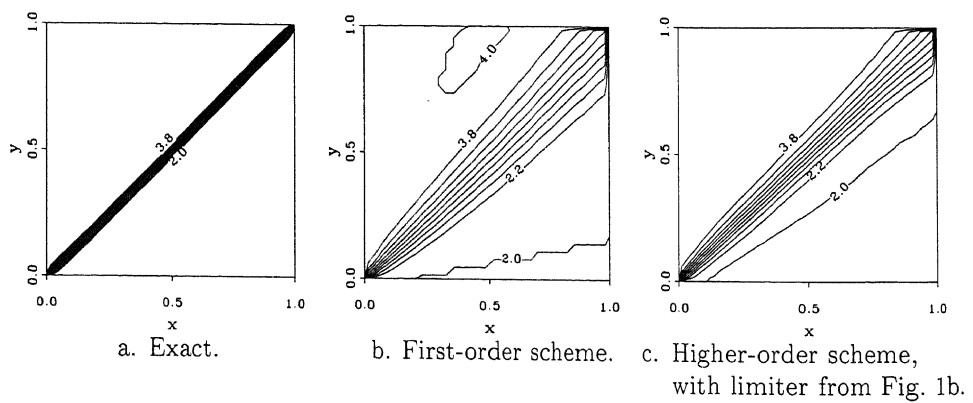 1.0
0.5
0.0
y
3.8
2.0
0.0 0.5 1.0
x
a. Exact.
1.0
0.5
0.0
y
4.0
3.8
2.2
2.0
0.0 0.5 1.0
x
b. First-order scheme.
1.0
0.5
0.0
y
3.8
2.2
2.0
0.0 0.5 1.0
x
c. Higher-order scheme,
with limiter from Fig. 1b.